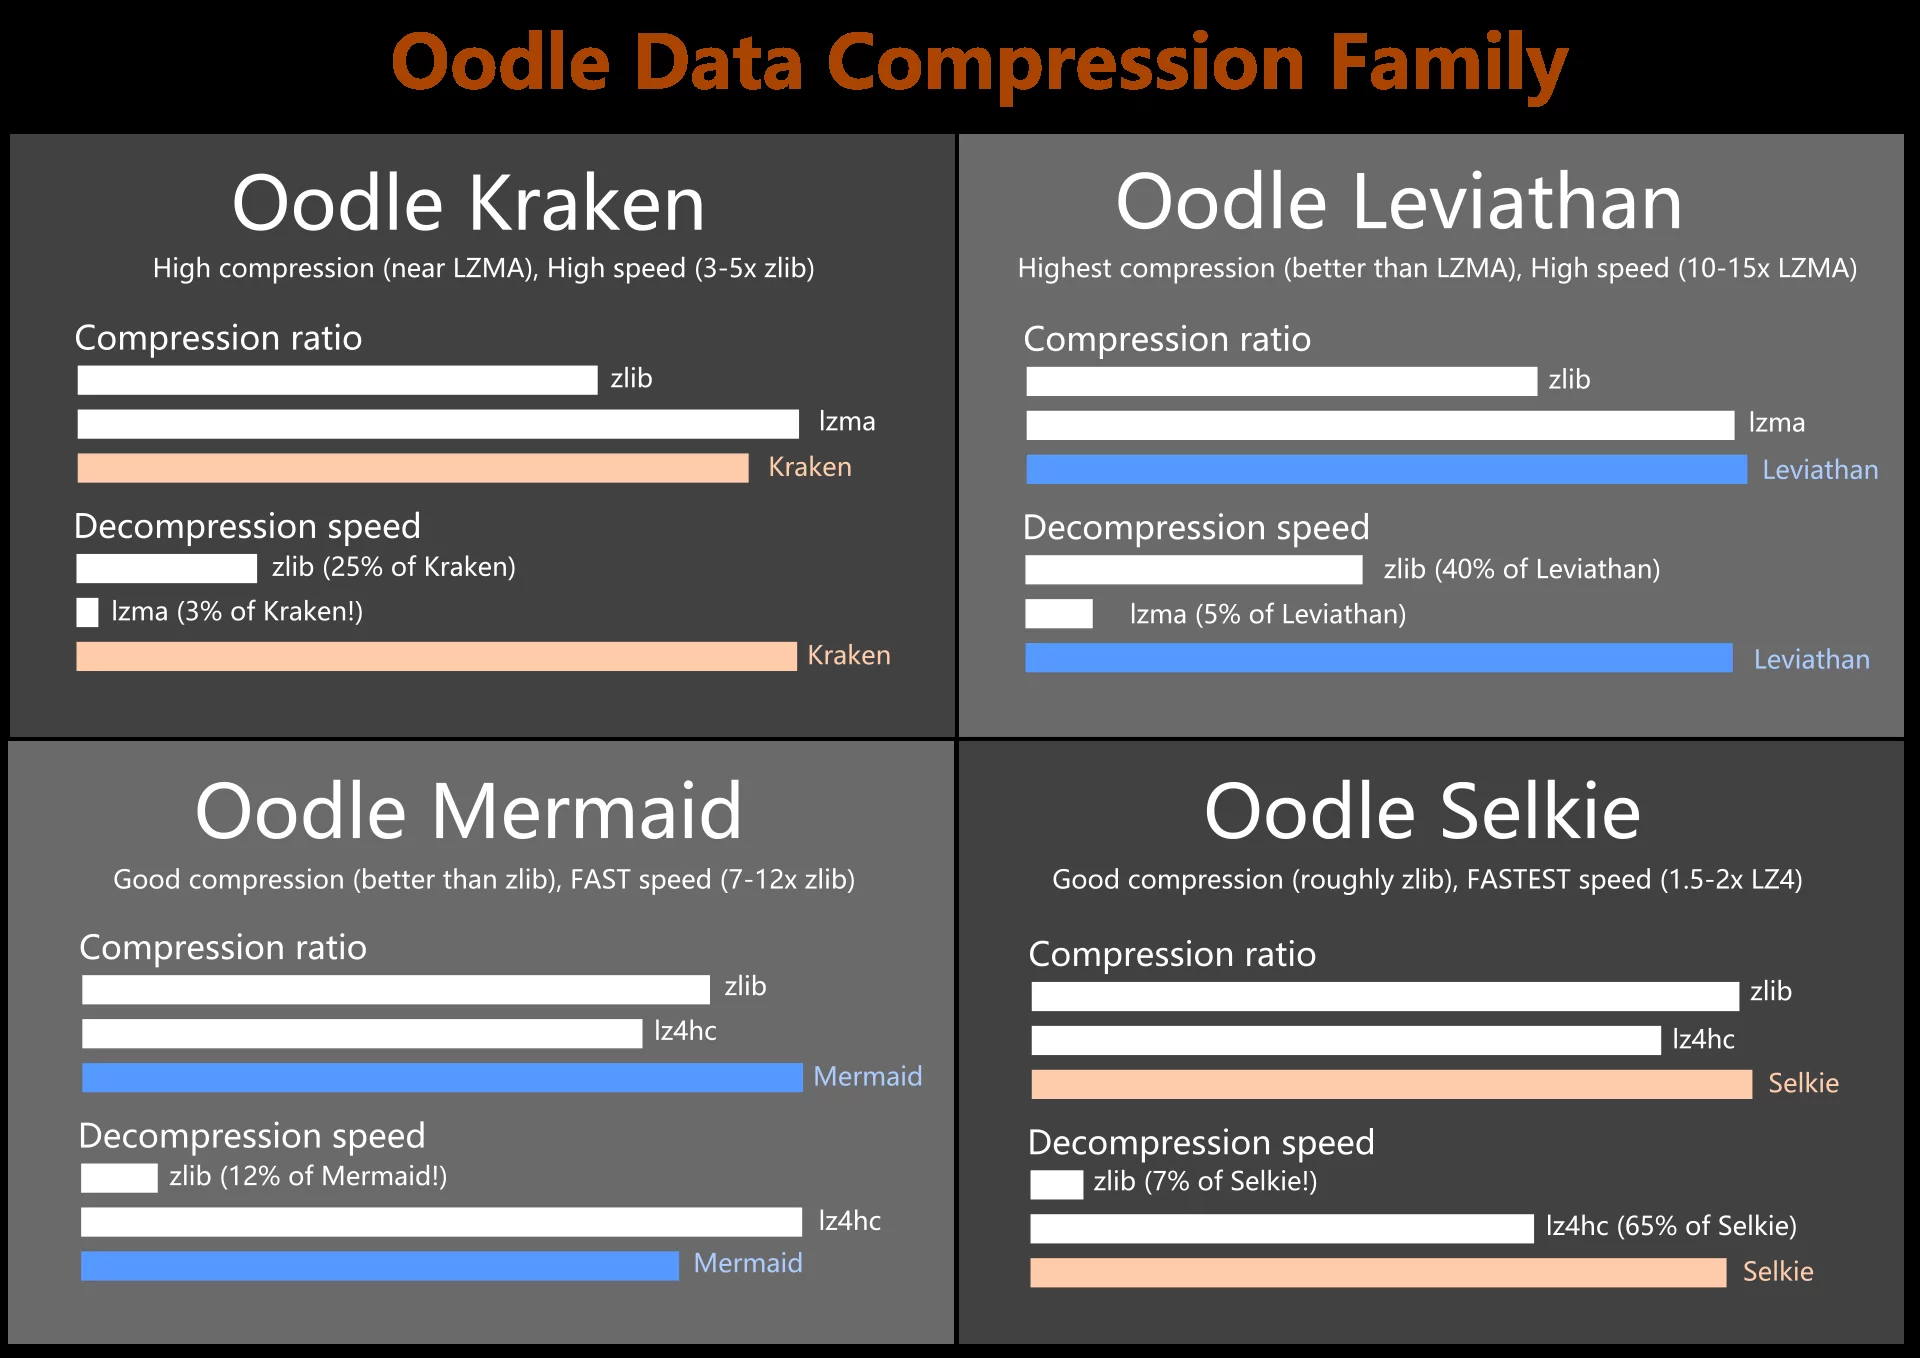 Oodle Data Compression Family
Oodle Kraken
High compression (near LZMA), High speed (3-5x zlib)
Compression ratio
zlib
lzma
Kraken
Decompression speed
zlib (25% of Kraken)
lzma (3% of Kraken!)
Kraken
Oodle Leviathan
Highest compression (better than LZMA), High speed (10-15x LZMA)
Compression ratio
zlib
lzma
Leviathan
Decompression speed
zlib (40% of Leviathan)
lzma (5% of Leviathan)
Leviathan
Oodle Mermaid
Good compression (better than zlib), FAST speed (7-12x zlib)
Compression ratio
zlib
lz4hc
Mermaid
Decompression speed
zlib (12% of Mermaid!)
lz4hc
Mermaid
Oodle Selkie
Good compression (roughly zlib), FASTEST speed (1.5-2x LZ4)
Compression ratio
zlib
lz4hc
Selkie
Decompression speed
zlib (7% of Selkie!)
lz4hc (65% of Selkie)
Selkie